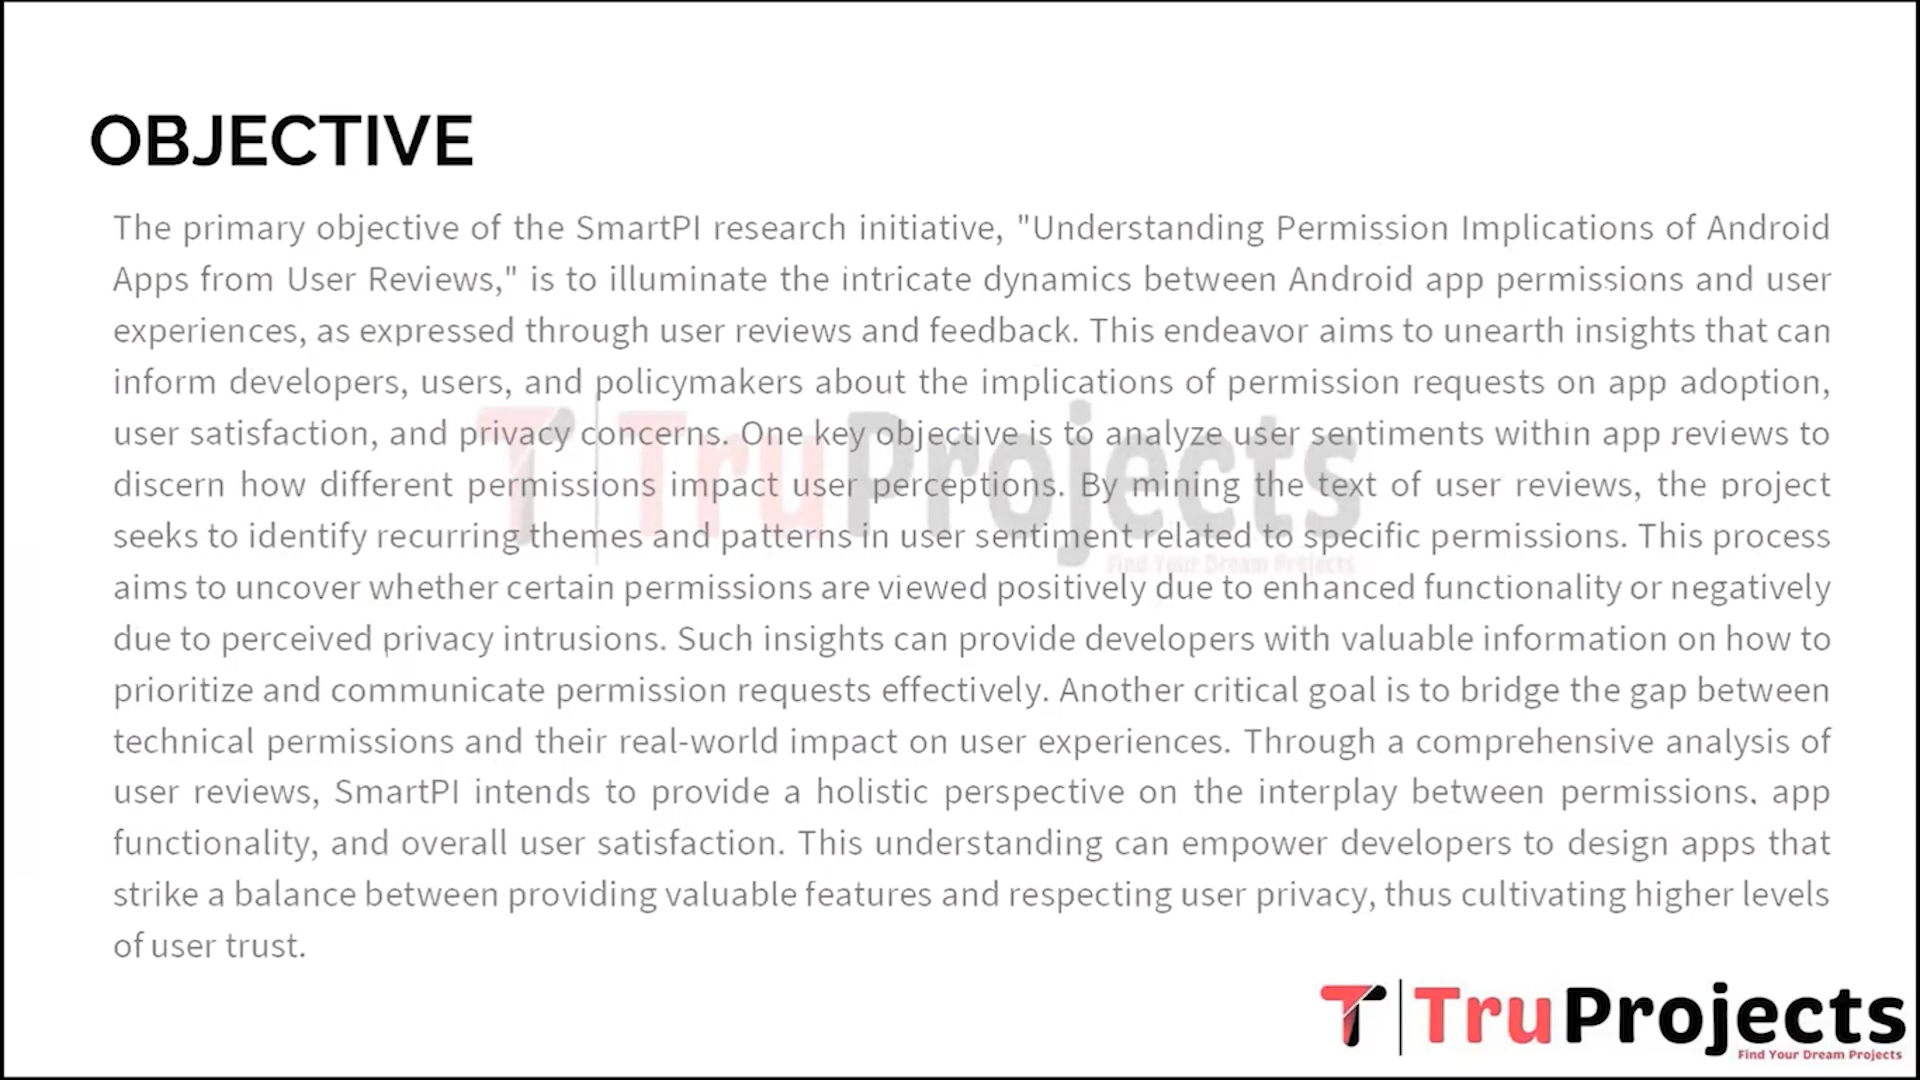 OBJECTIVE
The primary objective of the SmartPI research initiative, "Understanding Permission Implications of Android
Apps from User Reviews," is to illuminate the intricate dynamics between Android app permissions and user
experiences, as expressed through user reviews and feedback. This endeavor aims to unearth insights that can
inform developers, users, and policymakers about the implications of permission requests on app adoption,
user satisfaction, and privacy concerns. One key objective is to analyze user sentiments within app reviews to
discern how different permissions impact user perceptions. By mining the text of user reviews, the project
seeks to identify recurring themes and patterns in user sentiment related to specific permissions. This process
aims to uncover whether certain permissions are viewed positively due to enhanced functionality or negatively
due to perceived privacy intrusions. Such insights can provide developers with valuable information on how to
prioritize and communicate permission requests effectively. Another critical goal is to bridge the gap between
technical permissions and their real-world impact on user experiences. Through a comprehensive analysis of
user reviews, SmartPI intends to provide a holistic perspective on the interplay between permissions, app
functionality, and overall user satisfaction. This understanding can empower developers to design apps that
strike a balance between providing valuable features and respecting user privacy, thus cultivating higher levels
of user trust.
TruProjects
Find Your Dream Projects
TruProjects
Find Your Dream Projects